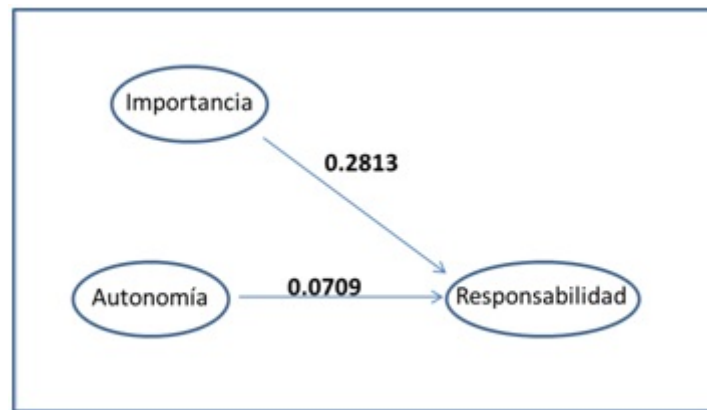 Importancia
0.2813
Autonomía
0.0709
Responsabilidad